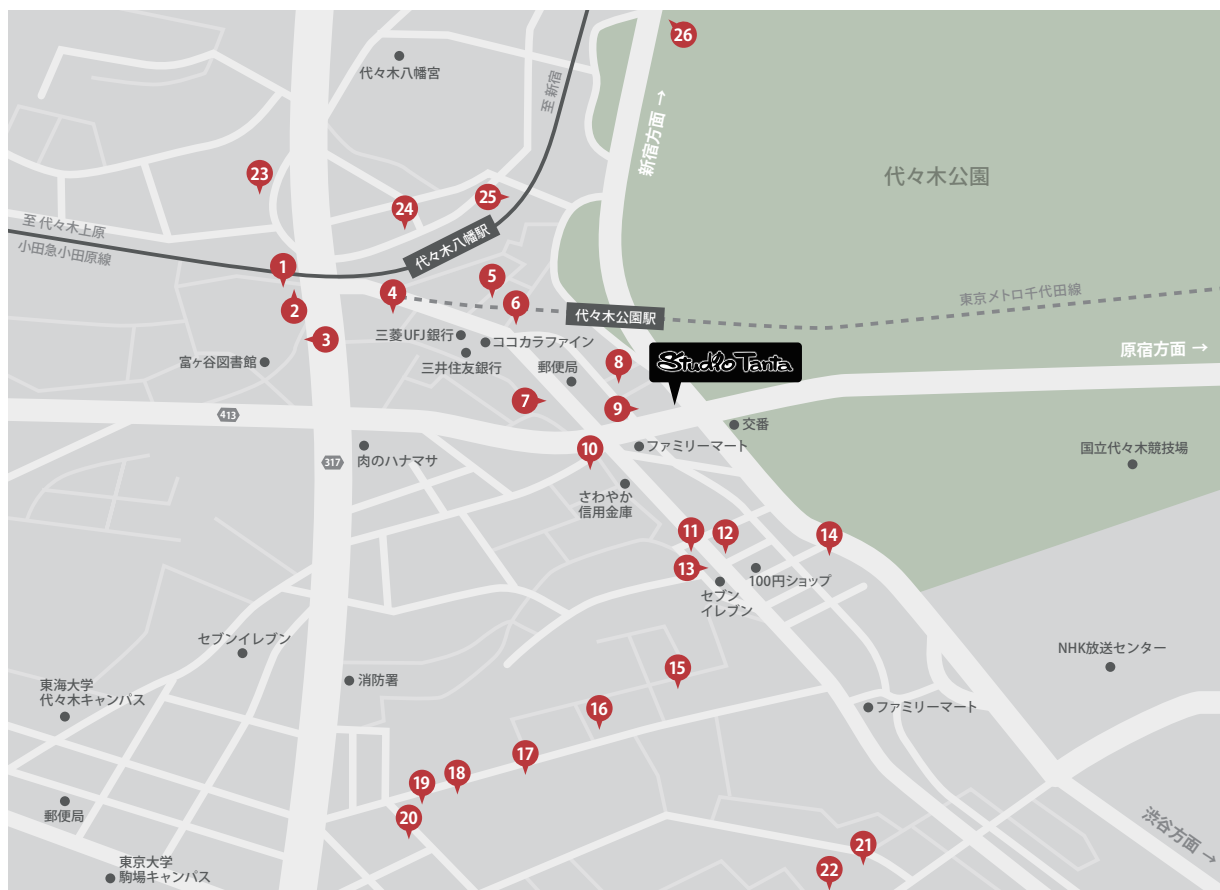 26
代々木八幡宮
至 新宿
新宿方面 →
代々木公園
23
24
25
至 代々木上原
小田急小田原線
代々木八幡駅
1
2
3
4
5
6
代々木公園駅
東京メトロ千代田線
三菱UFJ銀行
ココカラファイン
三井住友銀行
富ヶ谷図書館
郵便局
8
Studio Tanta
原宿方面 →
7
9
413
交番
10
ファミリーマート
肉のハナマサ
317
国立代々木競技場
さわやか
信用金庫
11
12
14
13
100円ショップ
セブン
イレブン
セブンイレブン
NHK放送センター
15
東海大学
代々木キャンパス
消防署
16
ファミリーマート
17
18
19
20
郵便局
21
22
渋谷方面 →
東京大学
駒場キャンパス